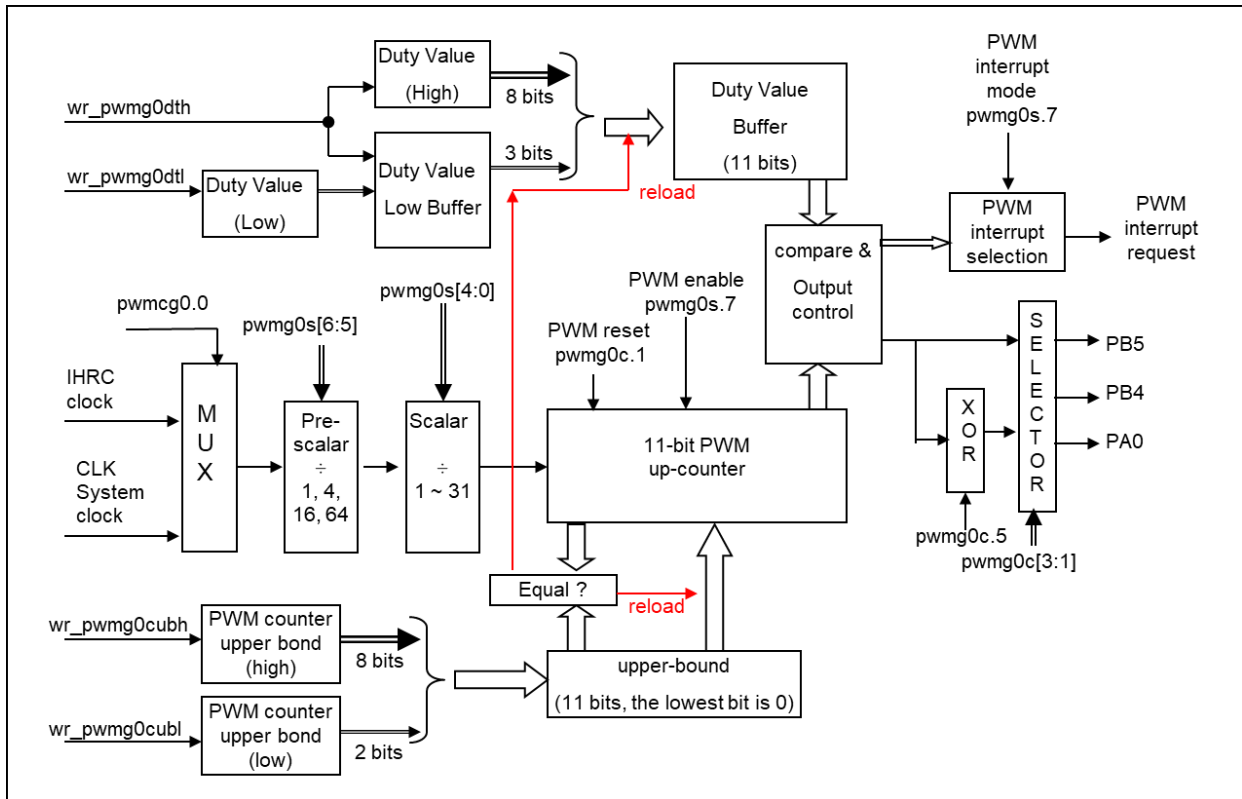 wr_pwmg0dth
wr_pwmg0dtl
Duty Value
(Low)
Duty Value
(High)
8 bits
Duty Value
Low Buffer
3 bits
reload
Duty Value
Buffer
(11 bits)
PWM
interrupt
mode
pwmg0s.7
PWM
interrupt
selection
PWM
interrupt
request
compare &
Output
control
pwmcg0.0
IHRC
clock
CLK
System
clock
MUX
pwmg0s[6:5]
Pre-
scalar
÷
1, 4,
16, 64
pwmg0s[4:0]
Scalar
÷
1 ~ 31
PWM reset
pwmg0c.1
PWM enable
pwmg0s.7
11-bit PWM
up-counter
XOR
pwmg0c.5
SELECTOR
pwmg0c[3:1]
PB5
PB4
PA0
Equal ?
reload
wr_pwmg0cubh
PWM counter
upper bond
(high)
8 bits
wr_pwmg0cubl
PWM counter
upper bond
(low)
2 bits
upper-bound
(11 bits, the lowest bit is 0)